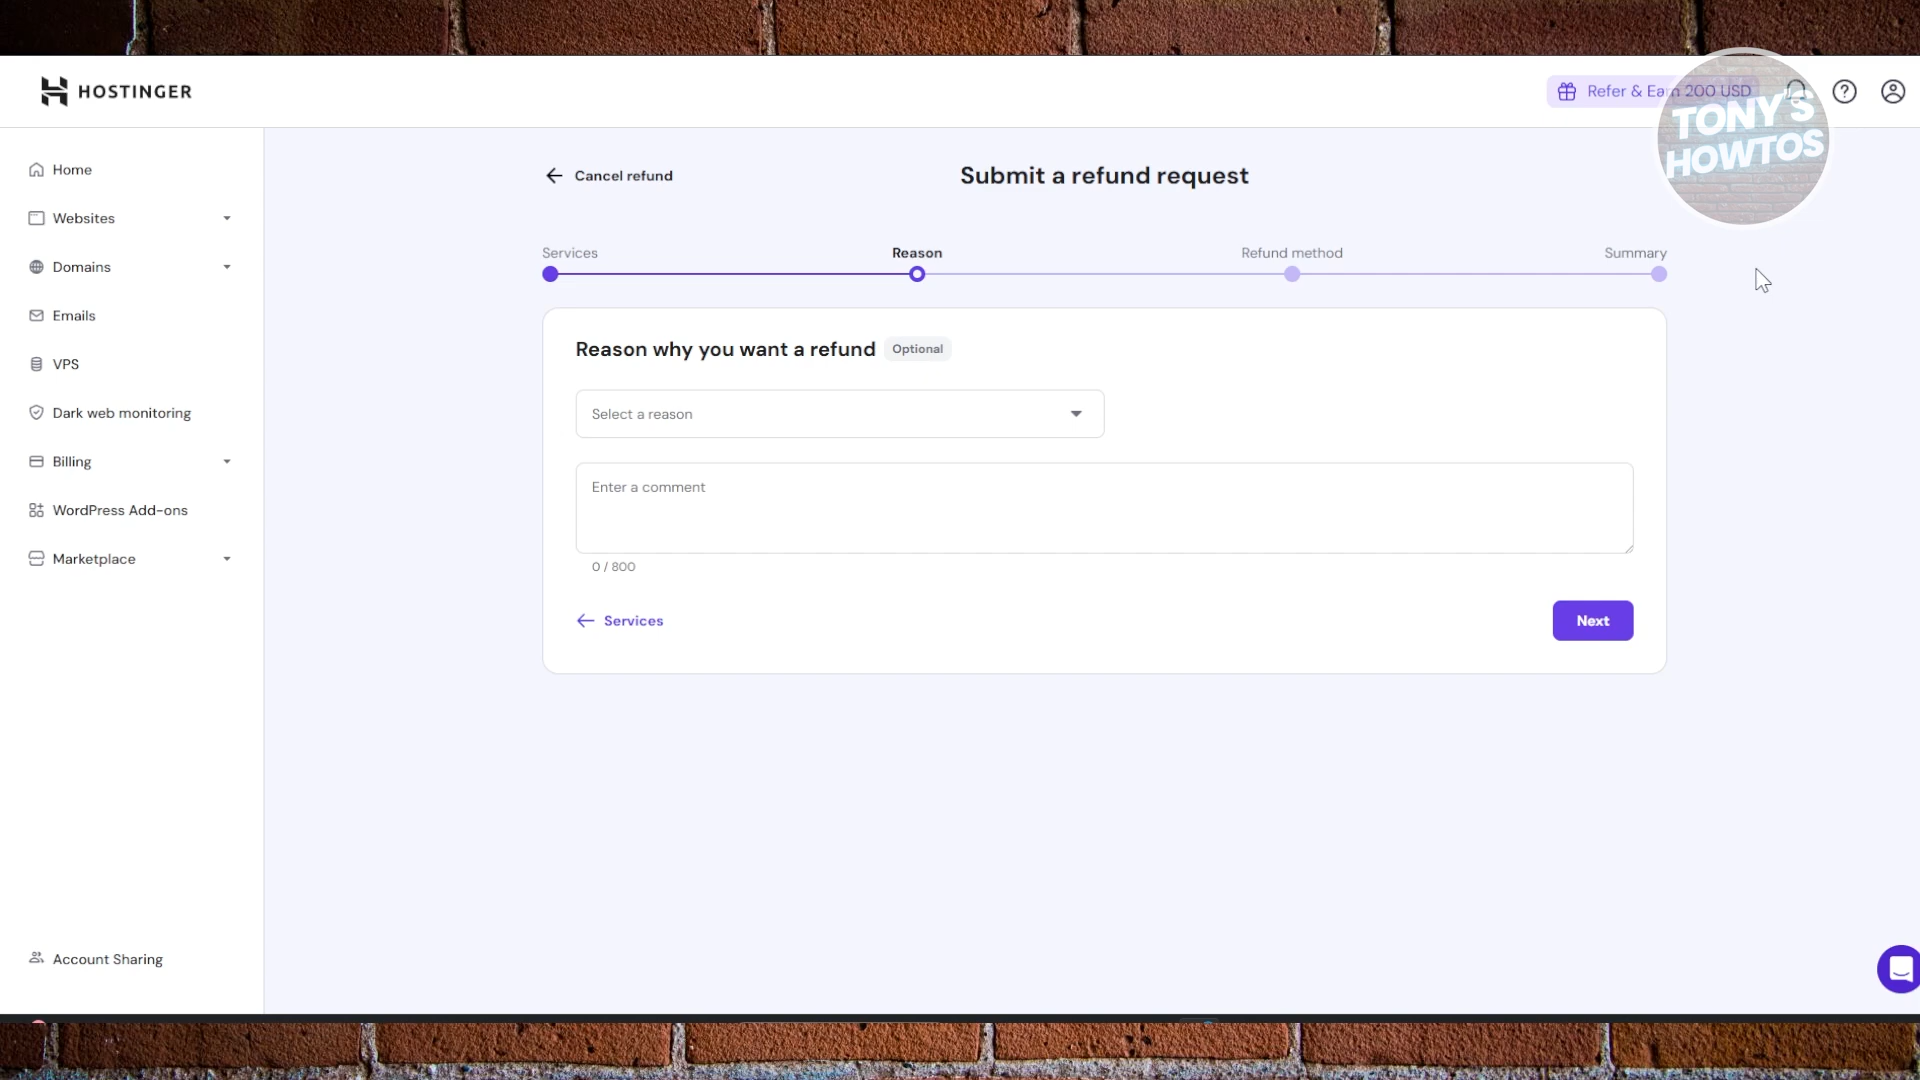 HOSTINGER
Refer & Earn 200 USD
TONY'S
HOWTOS
Home
Websites
Domains
Emails
VPS
Dark web monitoring
Billing
WordPress Add-ons
Marketplace
Account Sharing
Cancel refund
Submit a refund request
Services
Reason
Refund method
Summary
Reason why you want a refund Optional
Select a reason
Enter a comment
0 / 800
Services
Next